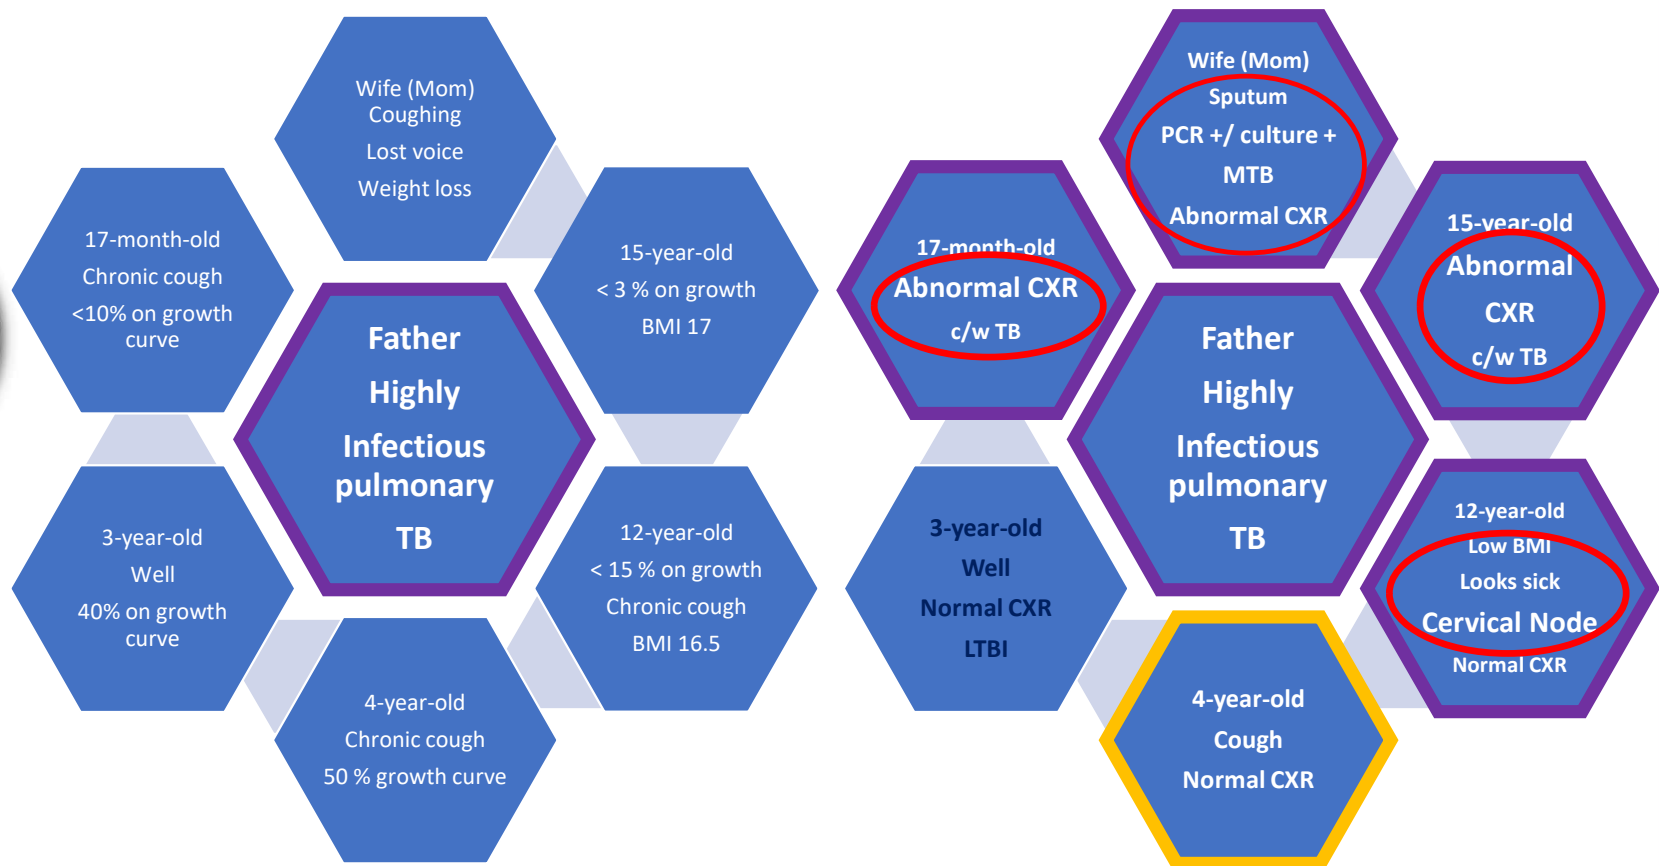 Wife (Mom)
Coughing
Lost voice
Weight loss
17-month-old
Chronic cough
<10% on growth
curve
15-year-old
< 3 % on growth
BMI 17
Father
Highly
Infectious
pulmonary
TB
3-year-old
Well
40% on growth
curve
12-year-old
< 15 % on growth
Chronic cough
BMI 16.5
4-year-old
Chronic cough
50 % growth curve
Wife (Mom)
Sputum
PCR +/ culture +
MTB
Abnormal CXR
17-month-old
Abnormal CXR
c/w TB
15-year-old
Abnormal
CXR
c/w TB
Father
Highly
Infectious
pulmonary
TB
3-year-old
Well
Normal CXR
LTBI
12-year-old
Low BMI
Looks sick
Cervical Node
Normal CXR
4-year-old
Cough
Normal CXR